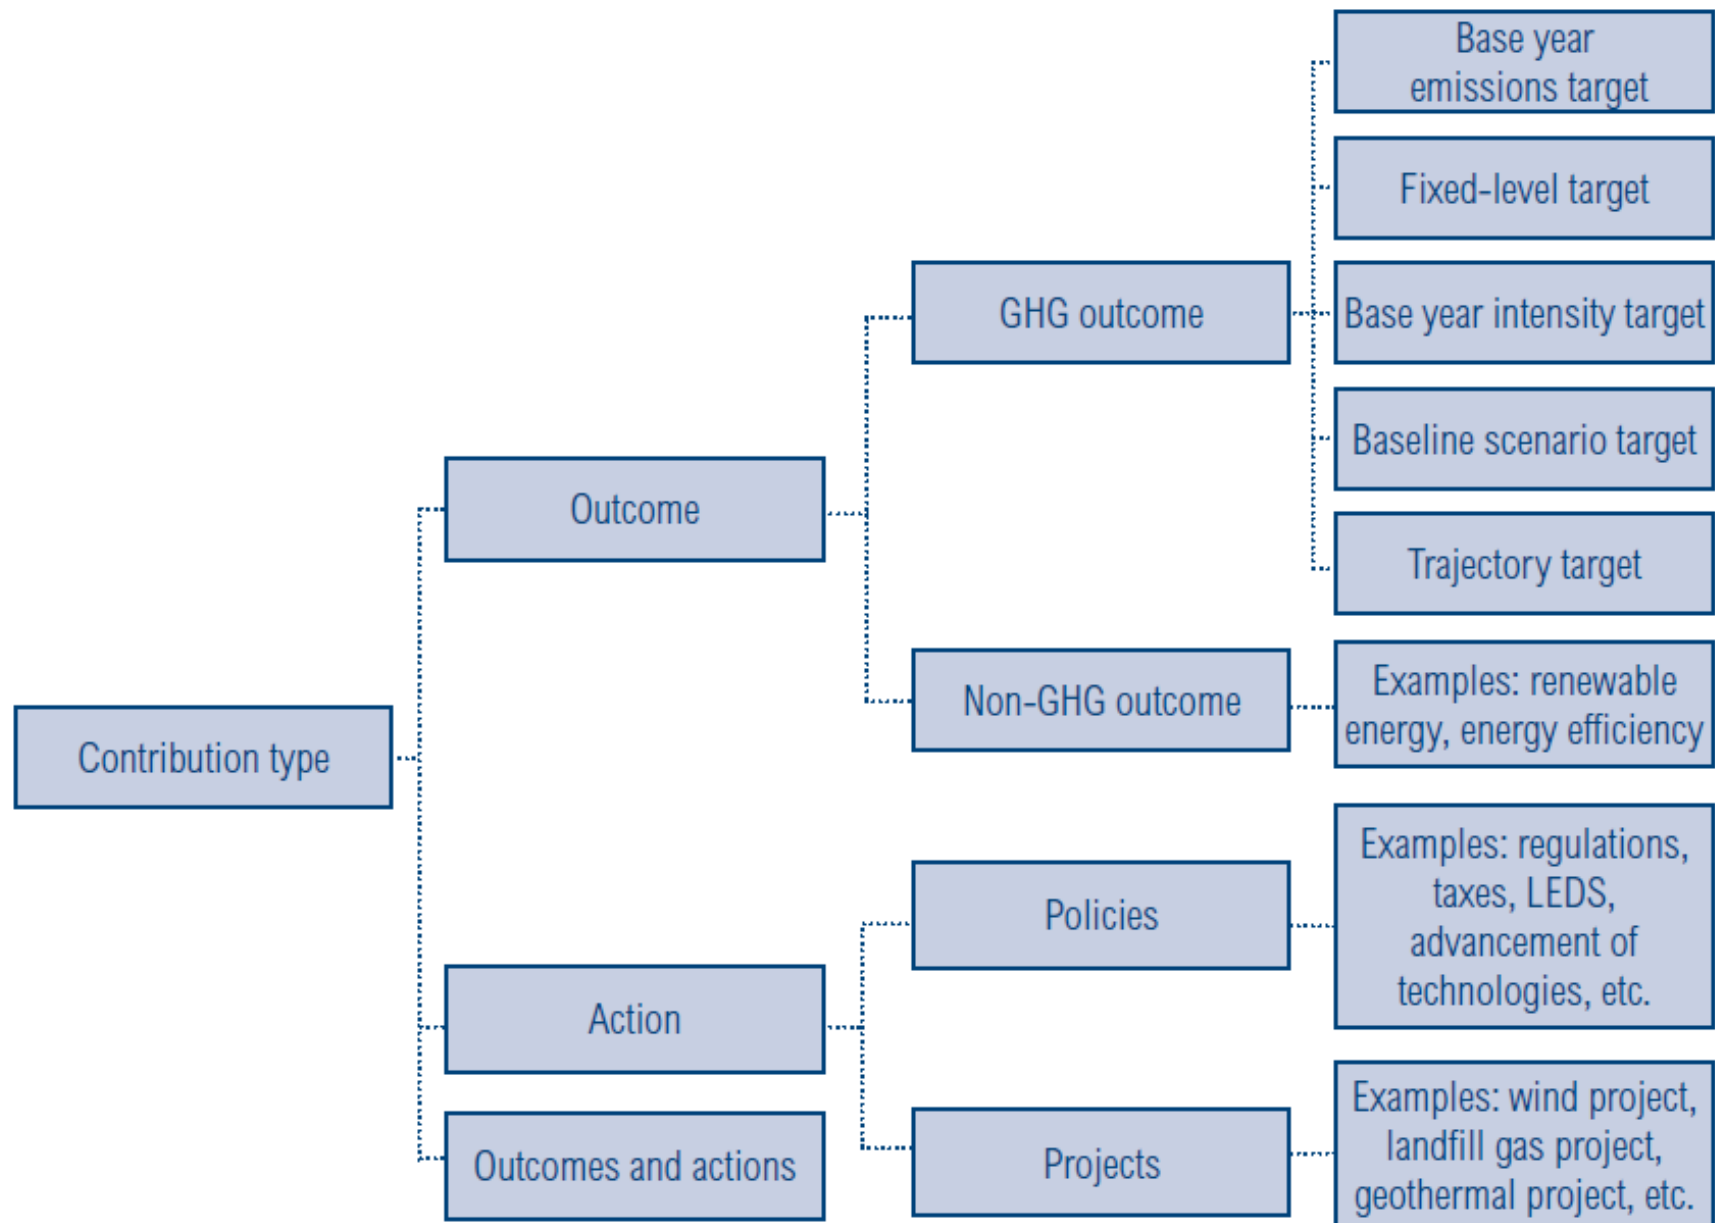 Base year
emissions target
Fixed-level target
GHG outcome
Base year intensity target
Baseline scenario target
Outcome
Trajectory target
Non-GHG outcome
Examples: renewable
energy, energy efficiency
Contribution type
Policies
Examples: regulations,
taxes, LEDS,
advancement of
technologies, etc.
Action
Outcomes and actions
Projects
Examples: wind project,
landfill gas project,
geothermal project, etc.